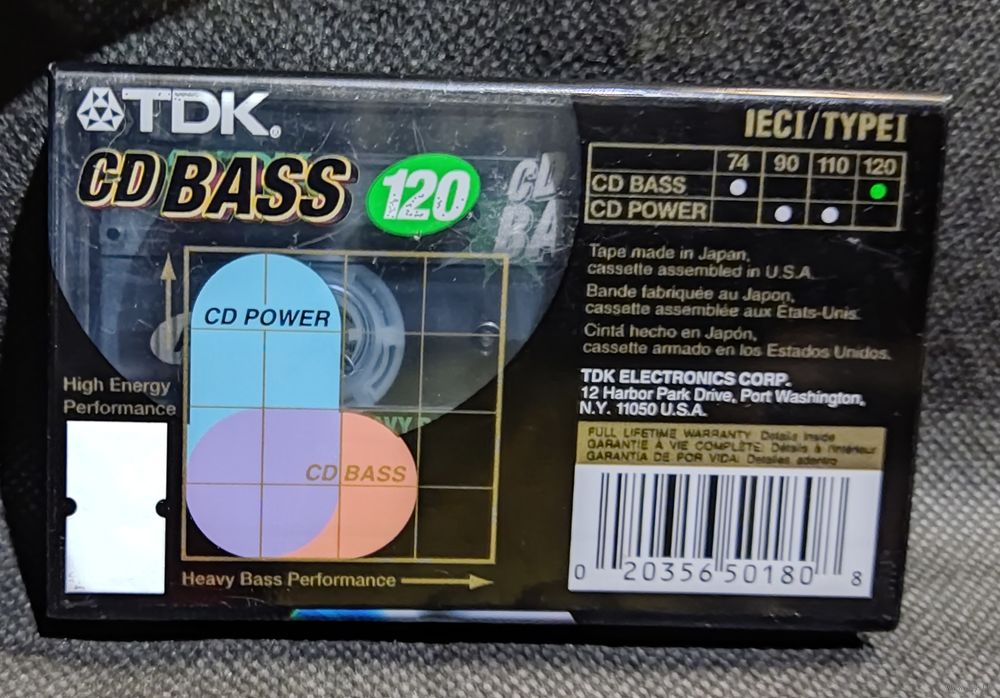 TDK®
CD BASS 120
CD
BA
IECI/TYPEI
74 90 110 120
CD BASS
CD POWER
Tape made in Japan,
cassette assembled in U.S.A.
Bande fabriquée au Japon,
cassette assemblée aux États-Unis.
Cinta hecho en Japón,
cassette armado en los Estados Unidos.
TDK ELECTRONICS CORP.
12 Harbor Park Drive, Port Washington,
N.Y. 11050 U.S.A.
FULL LIFETIME WARRANTY Details inside
GARANTIE À VIE COMPLÈTE: Détails à l'intérieur
GARANTIA DE POR VIDA: Detalles adentro
0 20356 50180 8
CD POWER
High Energy
Performance
CD BASS
Heavy Bass Performance